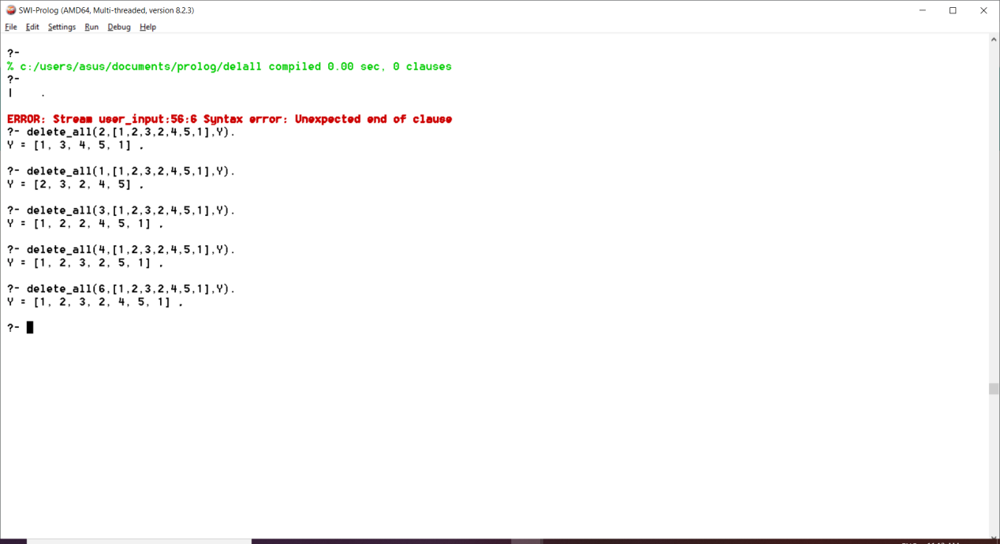 SWI-Prolog (AMD64, Multi-threaded, version 8.2.3)
File Edit Settings Run Debug Help
?-
% c:/users/asus/documents/prolog/delall compiled 0.00 sec, 0 clauses
?-
| .
ERROR: Stream user_input:56:6 Syntax error: Unexpected end of clause
?- delete_all(2,[1,2,3,2,4,5,1],Y).
Y = [1, 3, 4, 5, 1] .
?- delete_all(1,[1,2,3,2,4,5,1],Y).
Y = [2, 3, 2, 4, 5] .
?- delete_all(3,[1,2,3,2,4,5,1],Y).
Y = [1, 2, 2, 4, 5, 1] .
?- delete_all(4,[1,2,3,2,4,5,1],Y).
Y = [1, 2, 3, 2, 5, 1] .
?- delete_all(6,[1,2,3,2,4,5,1],Y).
Y = [1, 2, 3, 2, 4, 5, 1] .
?-